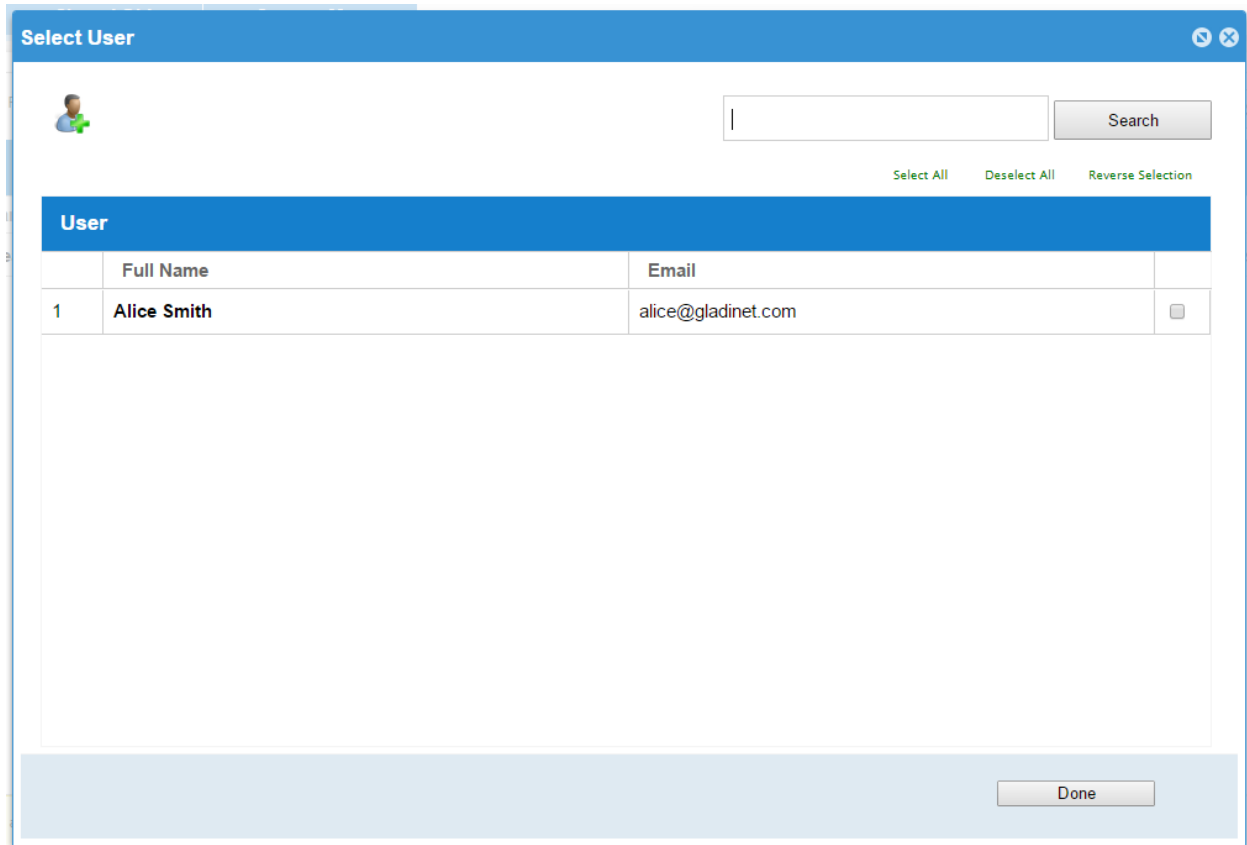 Select User
Search
Select All Deselect All Reverse Selection
User
Full Name Email
1 Alice Smith alice@gladinet.com
Done